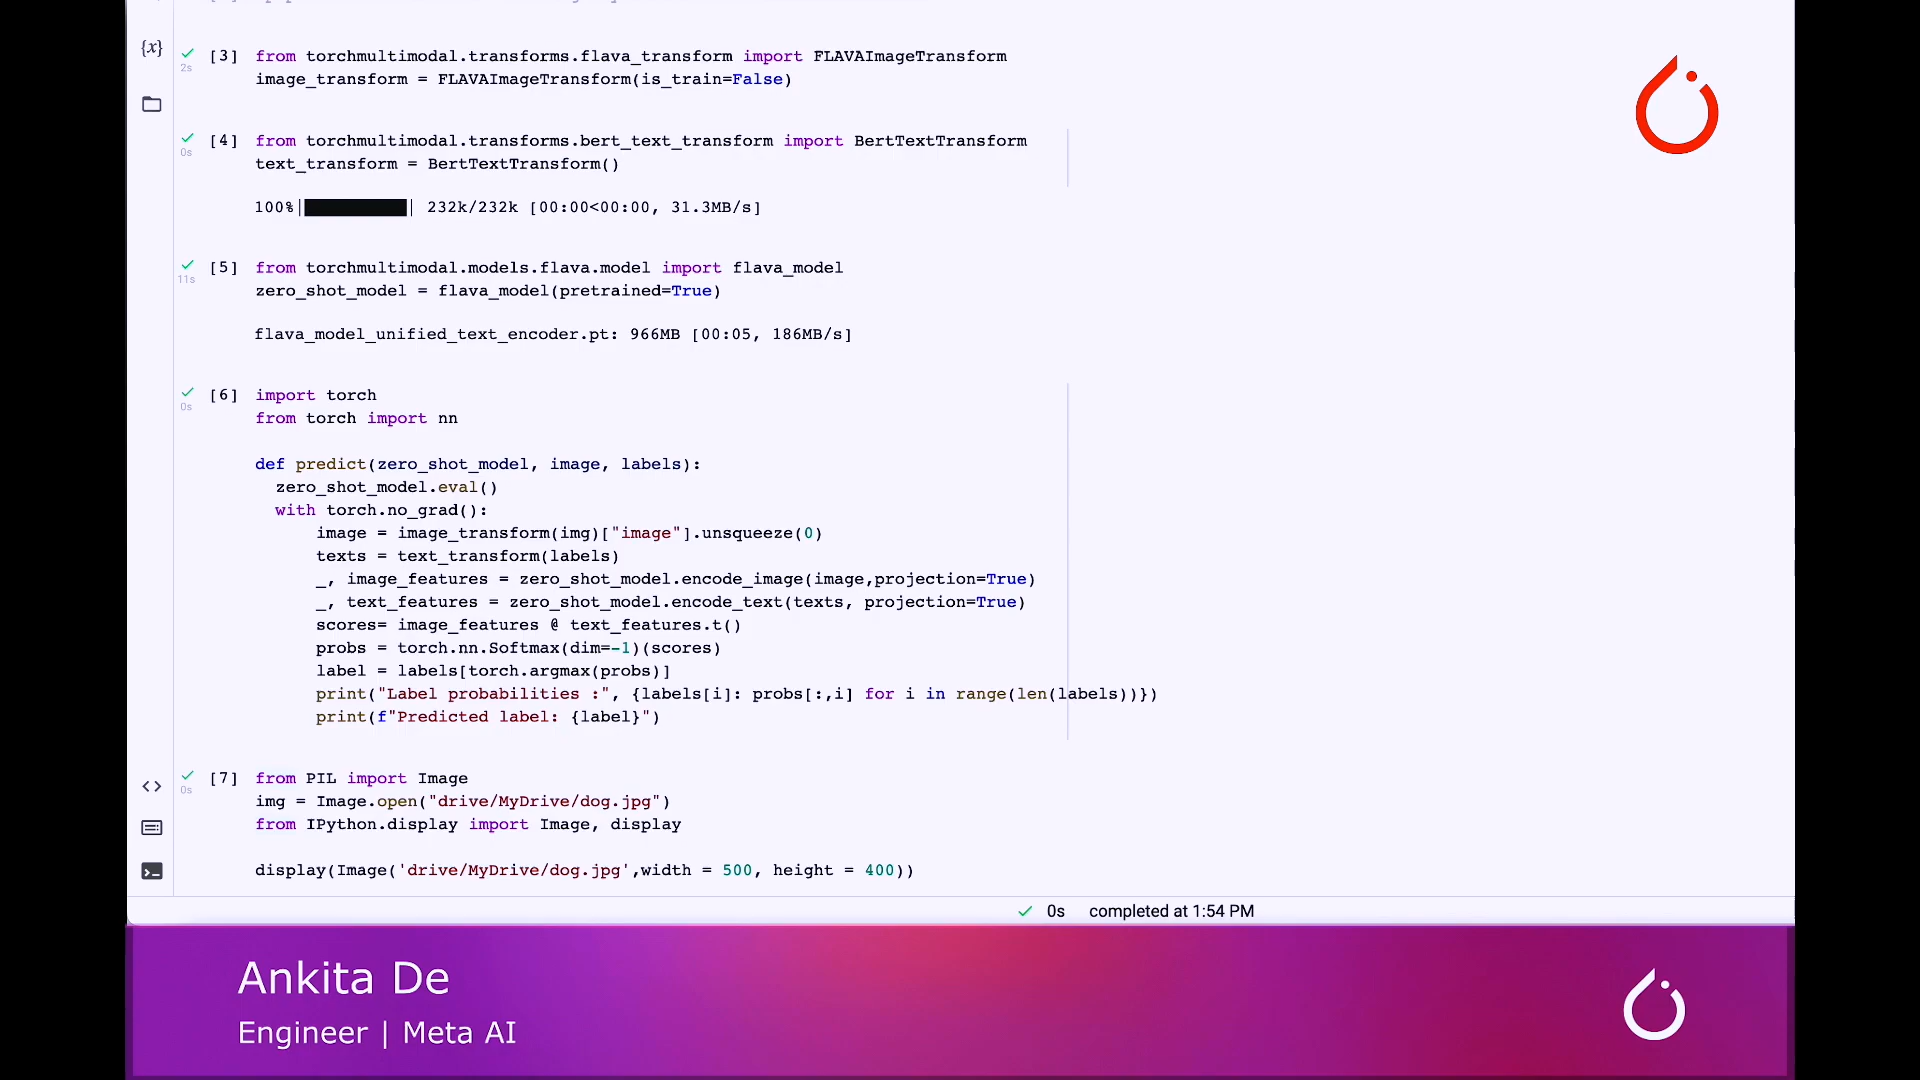 {x}
2s
[3] from torchmultimodal.transforms.flava_transform import FLAVAImageTransform
image_transform = FLAVAImageTransform(is_train=False)
0s
[4] from torchmultimodal.transforms.bert_text_transform import BertTextTransform
text_transform = BertTextTransform()
100%|██████████| 232k/232k [00:00<00:00, 31.3MB/s]
11s
[5] from torchmultimodal.models.flava.model import flava_model
zero_shot_model = flava_model(pretrained=True)
flava_model_unified_text_encoder.pt: 966MB [00:05, 186MB/s]
0s
[6] import torch
from torch import nn
def predict(zero_shot_model, image, labels):
zero_shot_model.eval()
with torch.no_grad():
image = image_transform(img)["image"].unsqueeze(0)
texts = text_transform(labels)
_, image_features = zero_shot_model.encode_image(image,projection=True)
_, text_features = zero_shot_model.encode_text(texts, projection=True)
scores= image_features @ text_features.t()
probs = torch.nn.Softmax(dim=-1)(scores)
label = labels[torch.argmax(probs)]
print("Label probabilities :", {labels[i]: probs[:,i] for i in range(len(labels))})
print(f"Predicted label: {label}")
0s
[7] from PIL import Image
img = Image.open("drive/MyDrive/dog.jpg")
from IPython.display import Image, display
display(Image('drive/MyDrive/dog.jpg',width = 500, height = 400))
0s completed at 1:54 PM
Ankita De
Engineer | Meta AI